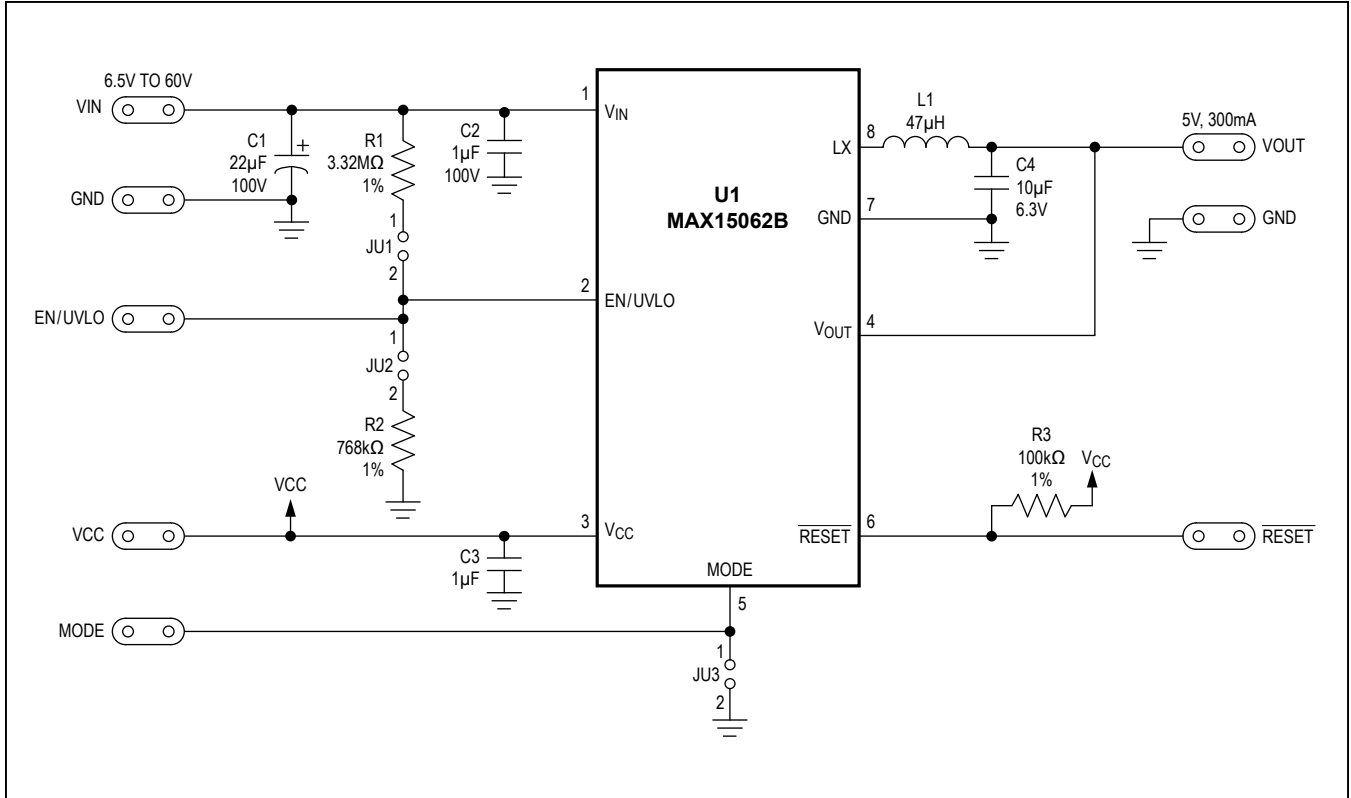 6.5V TO 60V
VIN
C1
22µF
100V
+
R1
3.32MΩ
1%
C2
1µF
100V
1
VIN
GND
1
JU1
2
EN/UVLO
2
EN/UVLO
1
JU2
2
R2
768kΩ
1%
VCC
VCC
3
VCC
C3
1µF
MODE
MODE
5
1
JU3
2
U1
MAX15062B
LX
8
L1
47µH
C4
10µF
6.3V
5V, 300mA
VOUT
GND
7
GND
VOUT
4
R3
100kΩ
1%
VCC
RESET
6
RESET